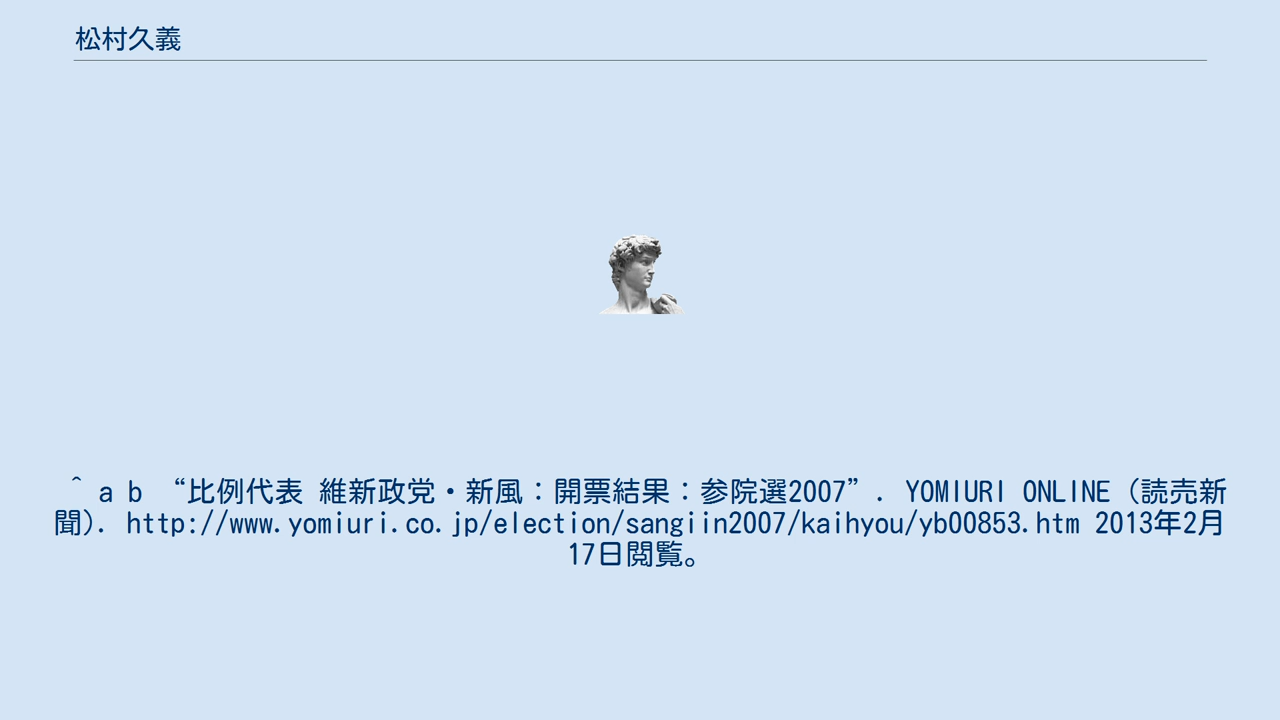 松村久義
^ a b “比例代表 維新政党・新風：開票結果：参院選2007”. YOMIURI ONLINE（読売新
聞）. http://www.yomiuri.co.jp/election/sangiin2007/kaihyou/yb00853.htm 2013年2月
17日閲覧。